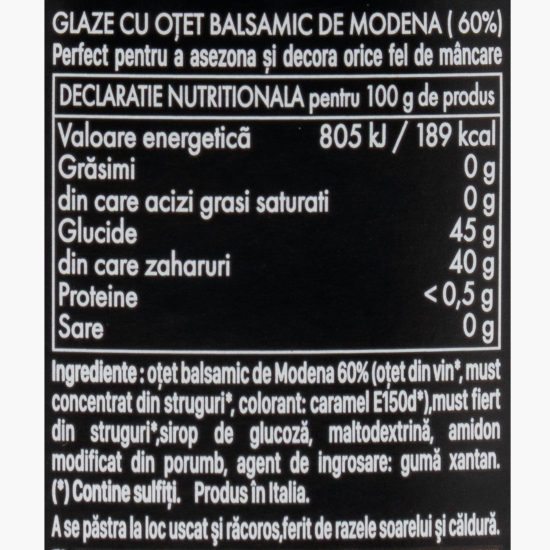 GLAZE CU OȚET BALSAMIC DE MODENA ( 60%)
Perfect pentru a asezona și decora orice fel de mâncare
DECLARATIE NUTRITIONALA pentru 100 g de produs
Valoare energetică 805 kJ / 189 kcal
Grăsimi 0 g
din care acizi grasi saturati 0 g
Glucide 45 g
din care zaharuri 40 g
Proteine < 0,5 g
Sare 0 g
Ingrediente : oțet balsamic de Modena 60% (oțet din vin*, must
concentrat din struguri*, colorant: caramel E150d*),must fiert
din struguri*,sirop de glucoză, maltodextrină, amidon
modificat din porumb, agent de ingrosare: gumă xantan.
(*) Contine sulfiți. Produs în Italia.
A se păstra la loc uscat și răcoros,ferit de razele soarelui și căldură.